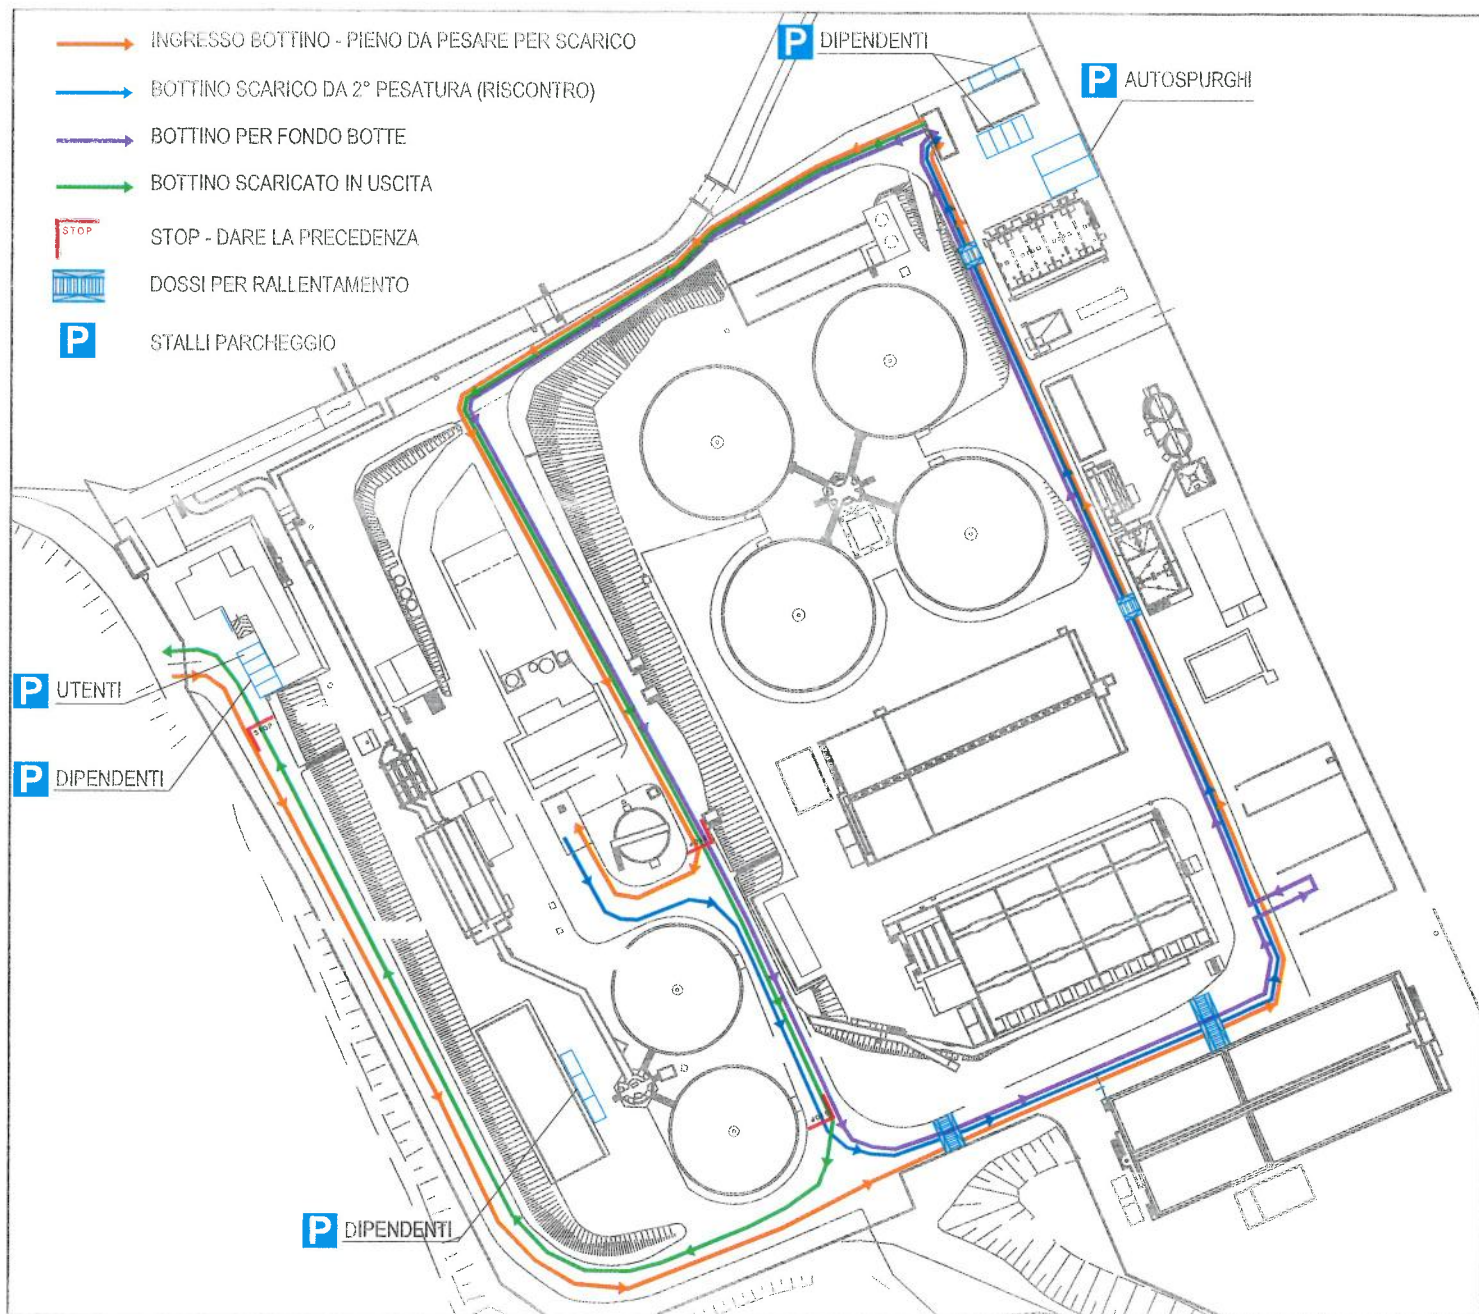 INGRESSO BOTTINO - PIENO DA PESARE PER SCARICO
BOTTINO SCARICO DA 2° PESATURA (RISCONTRO)
BOTTINO PER FONDO BOTTE
BOTTINO SCARICATO IN USCITA
STOP
STOP - DARE LA PRECEDENZA
DOSSI PER RALLENTAMENTO
P
STALLI PARCHEGGIO
P DIPENDENTI
P AUTOSPURGHI
P UTENTI
STOP
P DIPENDENTI
P DIPENDENTI